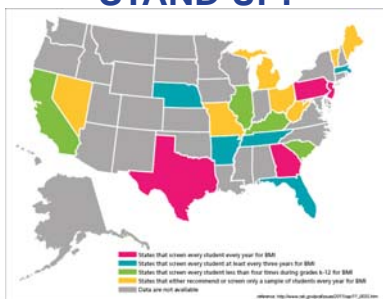 States that screen every student every year for BMI
States that screen every student at least every three years for BMI
States that screen every student less than four times during grades k-12 for BMI
States that either recommend or screen only a sample of students every year for BMI
Data are not available